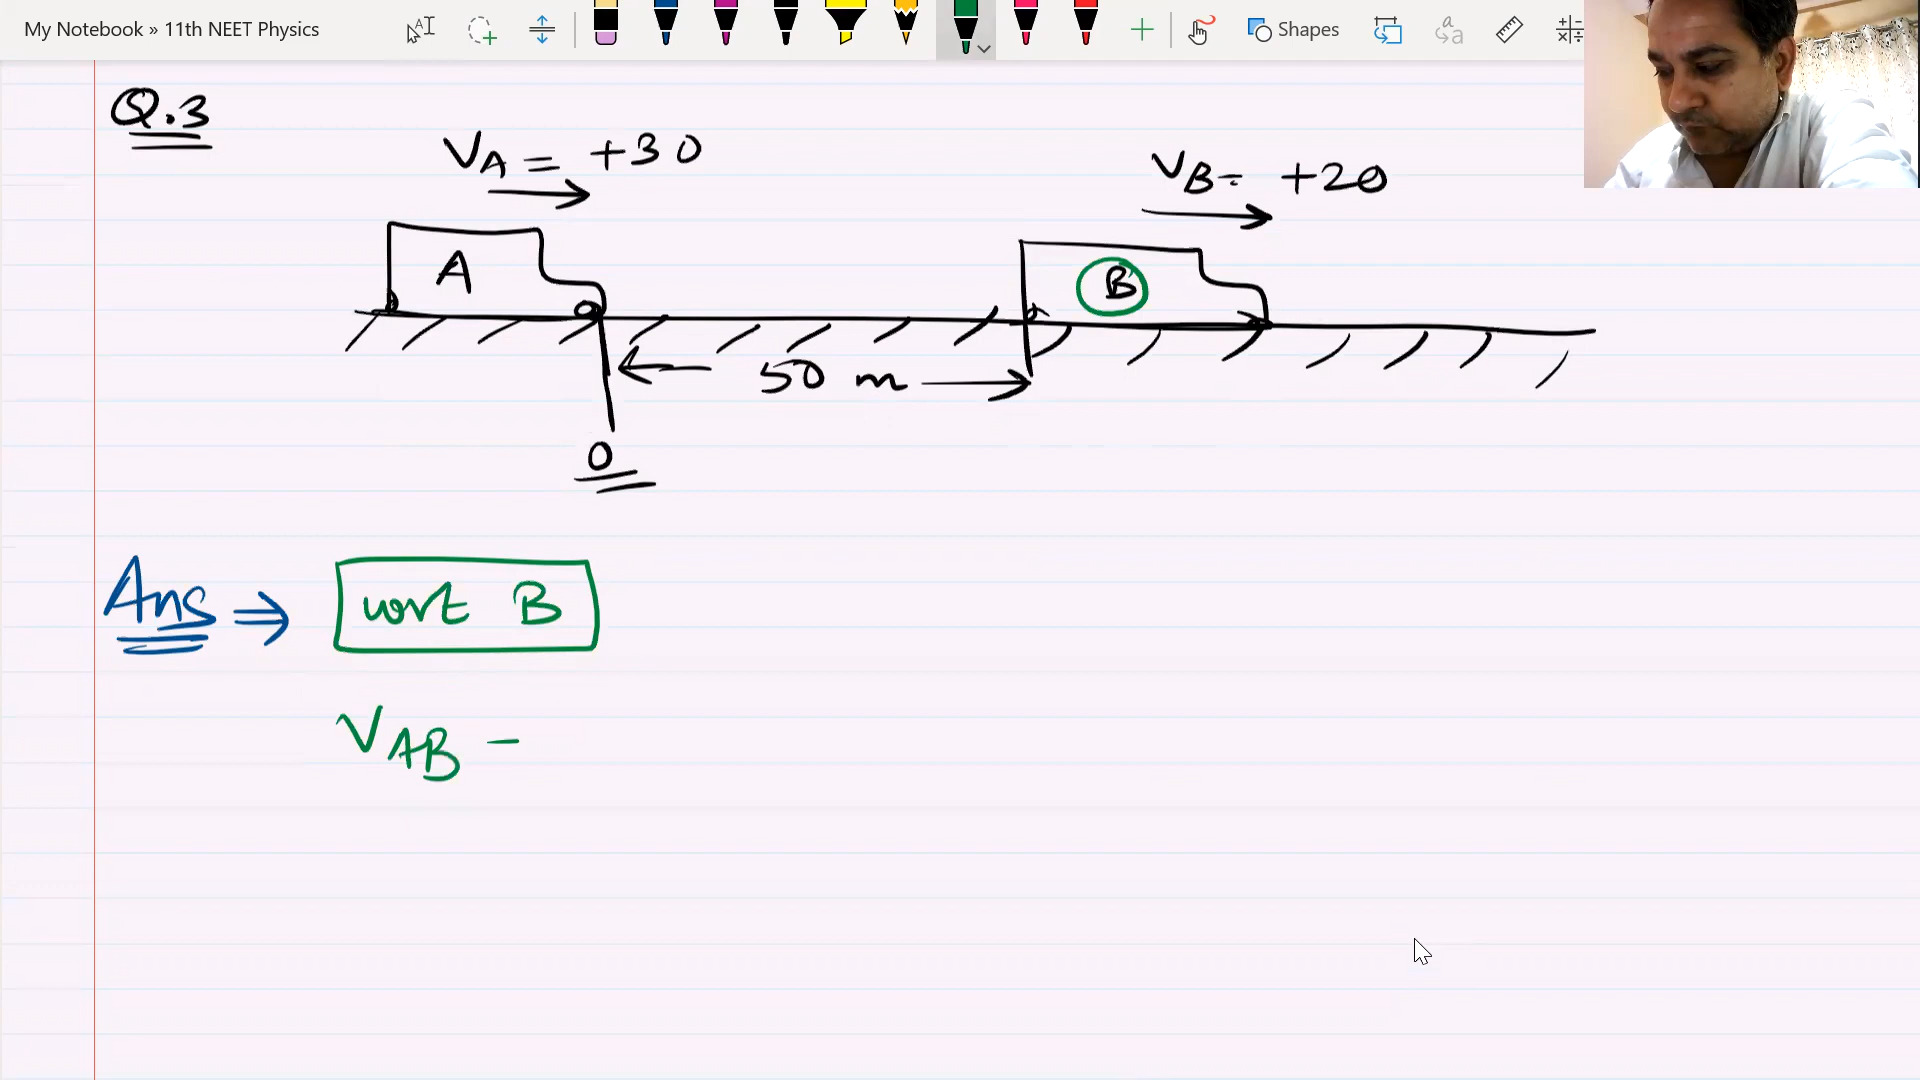 My Notebook » 11th NEET Physics
Shapes
Q.3
VA = +30
VB = +20
A
B
50 m
O
Ans ⇒ wrt B
VAB -